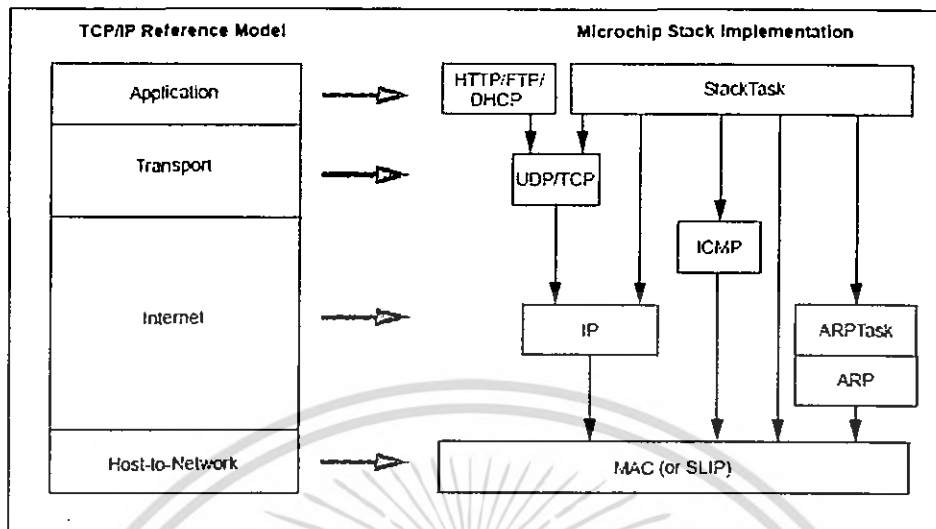 TCP/IP Reference Model
Microchip Stack Implementation
Application
HTTP/FTP/
DHCP
StackTask
Transport
UDP/TCP
ICMP
Internet
IP
ARPTask
ARP
Host-to-Network
MAC (or SLIP)